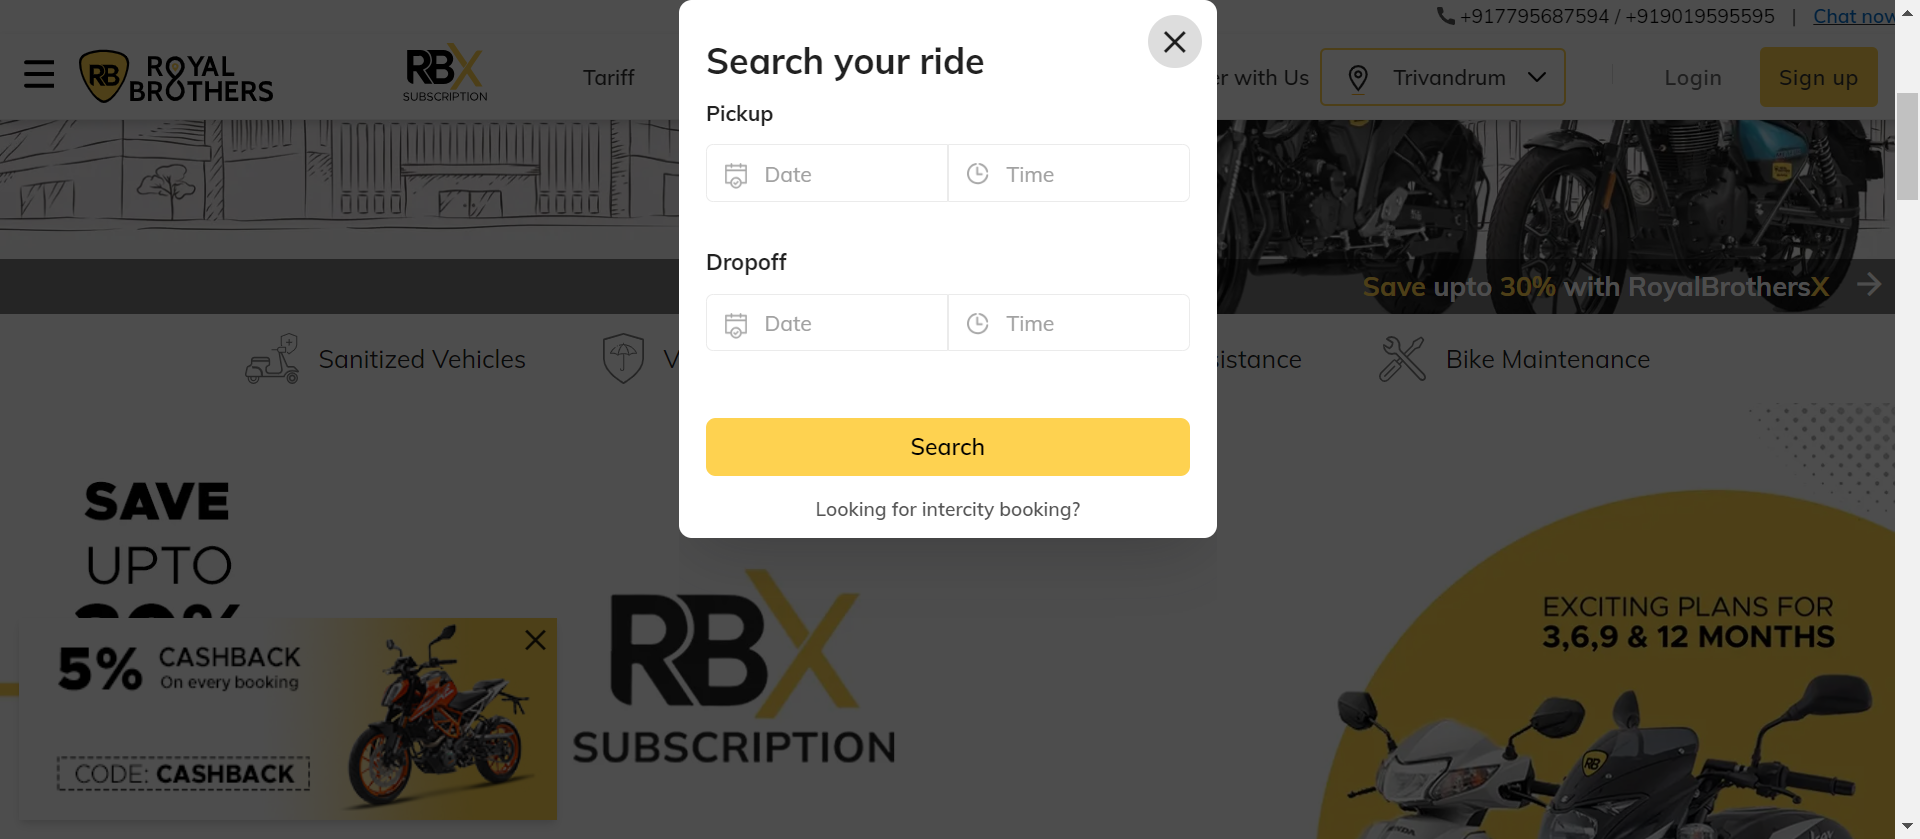 +917795687594 / +919019595595 | Chat now
RB ROYAL BROTHERS
RBX
SUBSCRIPTION
Tariff
with Us
Trivandrum
Login
Sign up
Search your ride
Pickup
Date
Time
Dropoff
Date
Time
Search
Looking for intercity booking?
Save upto 30% with RoyalBrothersX
Sanitized Vehicles
Bike Maintenance
SAVE
UPTO
5% CASHBACK
On every booking
CODE: CASHBACK
RBX
SUBSCRIPTION
EXCITING PLANS FOR
3,6,9 & 12 MONTHS
RB